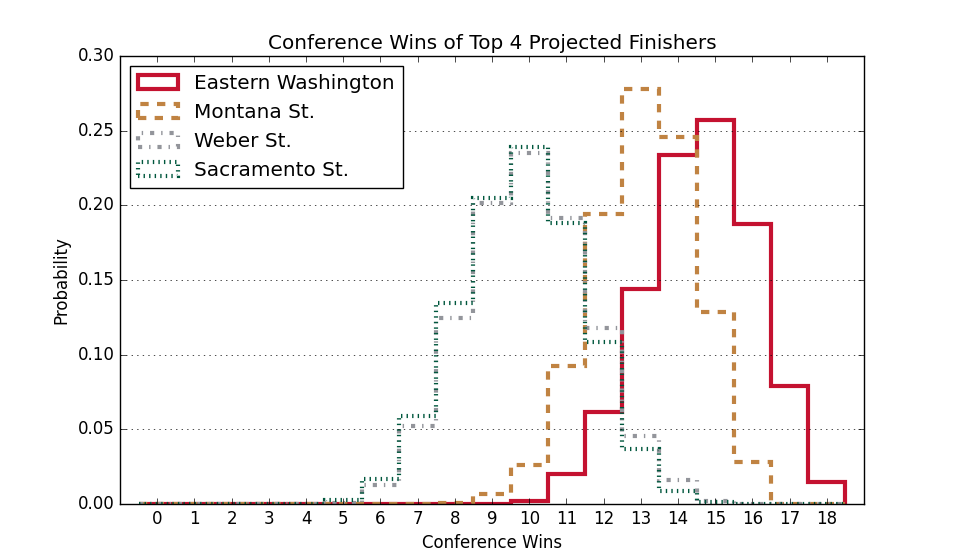 Conference Wins of Top 4 Projected Finishers
0.30
0.25
0.20
0.15
0.10
0.05
0.00
Probability
Eastern Washington
Montana St.
Weber St.
Sacramento St.
0 1 2 3 4 5 6 7 8 9 10 11 12 13 14 15 16 17 18
Conference Wins